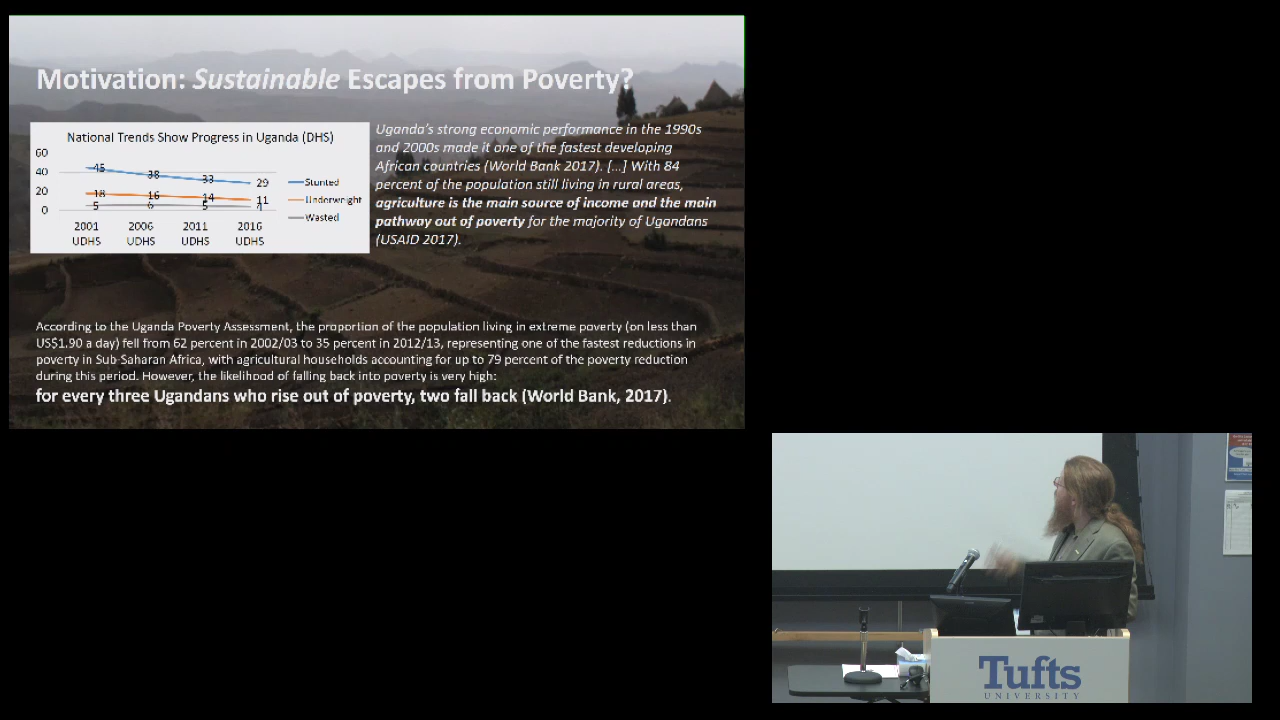 Motivation: Sustainable Escapes from Poverty?
National Trends Show Progress in Uganda (DHS)
60
40
20
0
45
38
33
29
18
16
14
11
5
6
5
4
2001
UDHS
2006
UDHS
2011
UDHS
2016
UDHS
Stunted
Underweight
Wasted
Uganda's strong economic performance in the 1990s
and 2000s made it one of the fastest developing
African countries (World Bank 2017). [...] With 84
percent of the population still living in rural areas,
agriculture is the main source of income and the main
pathway out of poverty for the majority of Ugandans
(USAID 2017).
According to the Uganda Poverty Assessment, the proportion of the population living in extreme poverty (on less than
US$1.90 a day) fell from 62 percent in 2002/03 to 35 percent in 2012/13, representing one of the fastest reductions in
poverty in Sub Saharan Africa, with agricultural households accounting for up to 79 percent of the poverty reduction
during this period. However, the likelihood of falling back into poverty is very high:
for every three Ugandans who rise out of poverty, two fall back (World Bank, 2017).
Tufts
UNIVERSITY